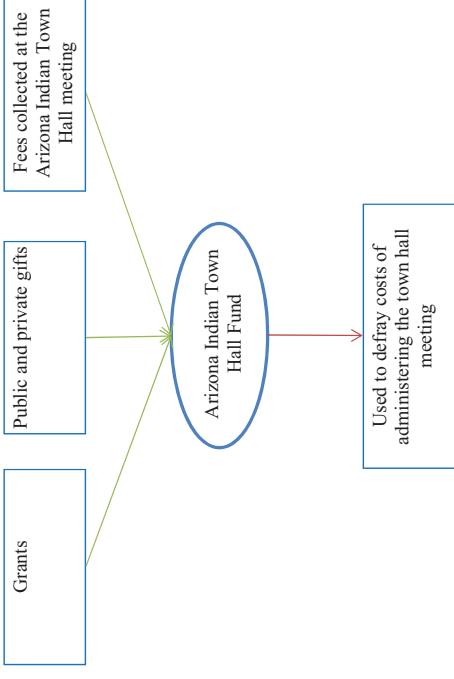 Grants
Public and private gifts
Fees collected at the
Arizona Indian Town
Hall meeting
Arizona Indian Town
Hall Fund
Used to defray costs of
administering the town hall
meeting